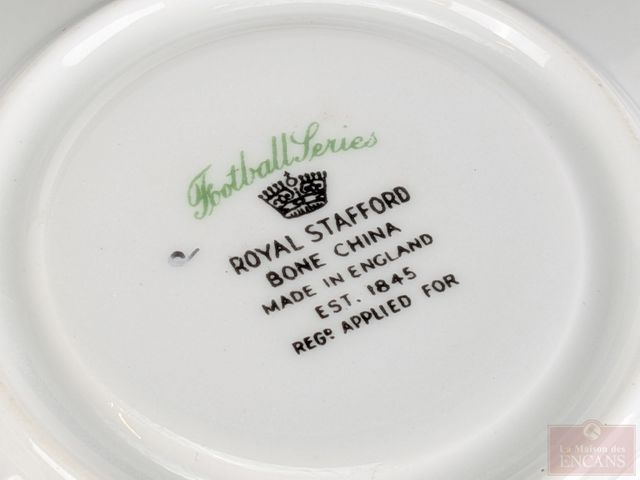 Football Series
ROYAL STAFFORD
BONE CHINA
MADE IN ENGLAND
EST. 1845
REGD. APPLIED FOR
La Maison des
ENCANS